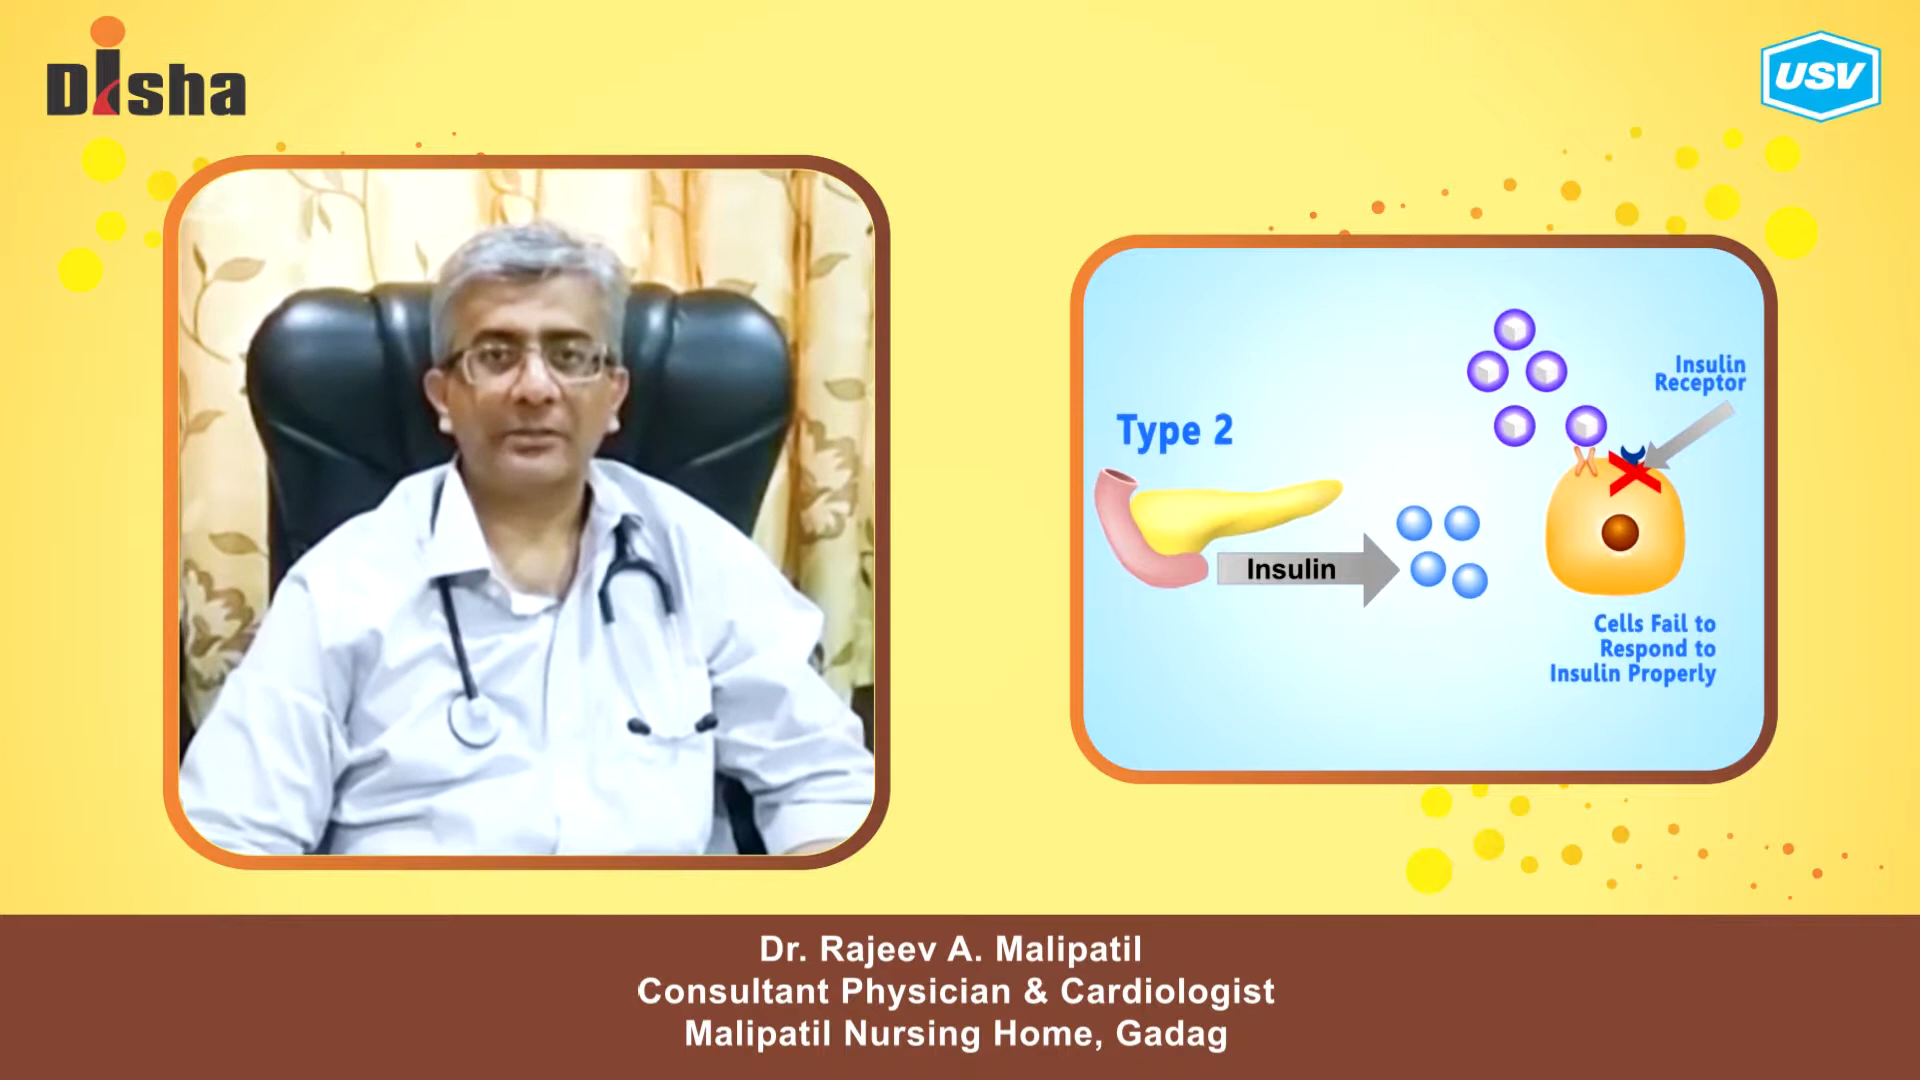 Disha
USV
Type 2
Insulin
Insulin
Receptor
Cells Fail to
Respond to
Insulin Properly
Dr. Rajeev A. Malipatil
Consultant Physician & Cardiologist
Malipatil Nursing Home, Gadag